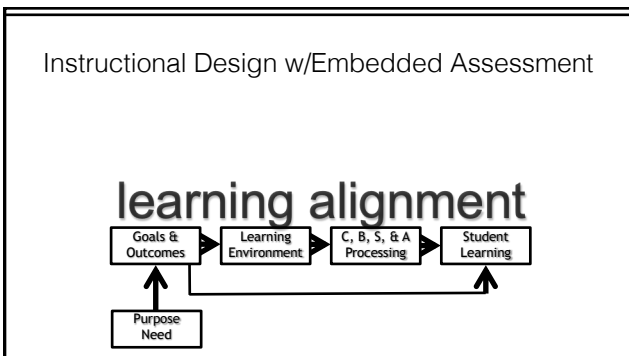 Instructional Design w/Embedded Assessment
learning alignment
Goals &
Outcomes
Learning
Environment
C, B, S, & A
Processing
Student
Learning
Purpose
Need